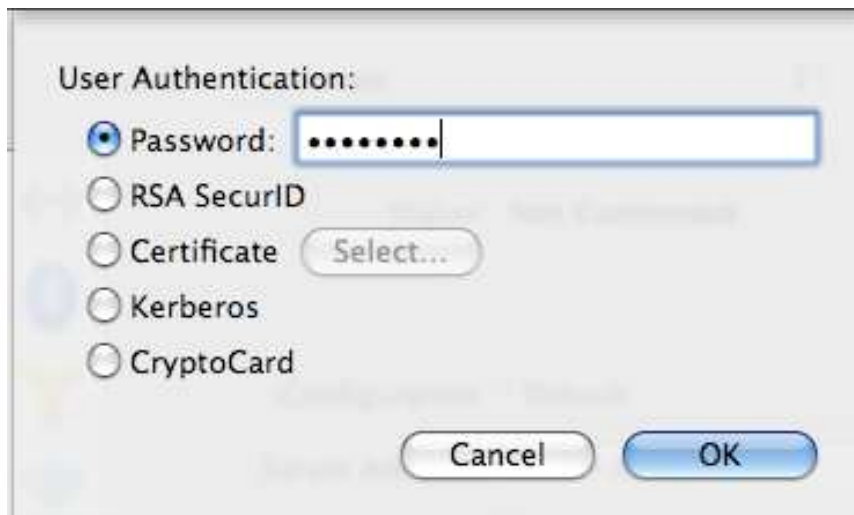 User Authentication:
Password: ••••••••
RSA SecurID
Certificate Select...
Kerberos
CryptoCard
Cancel OK